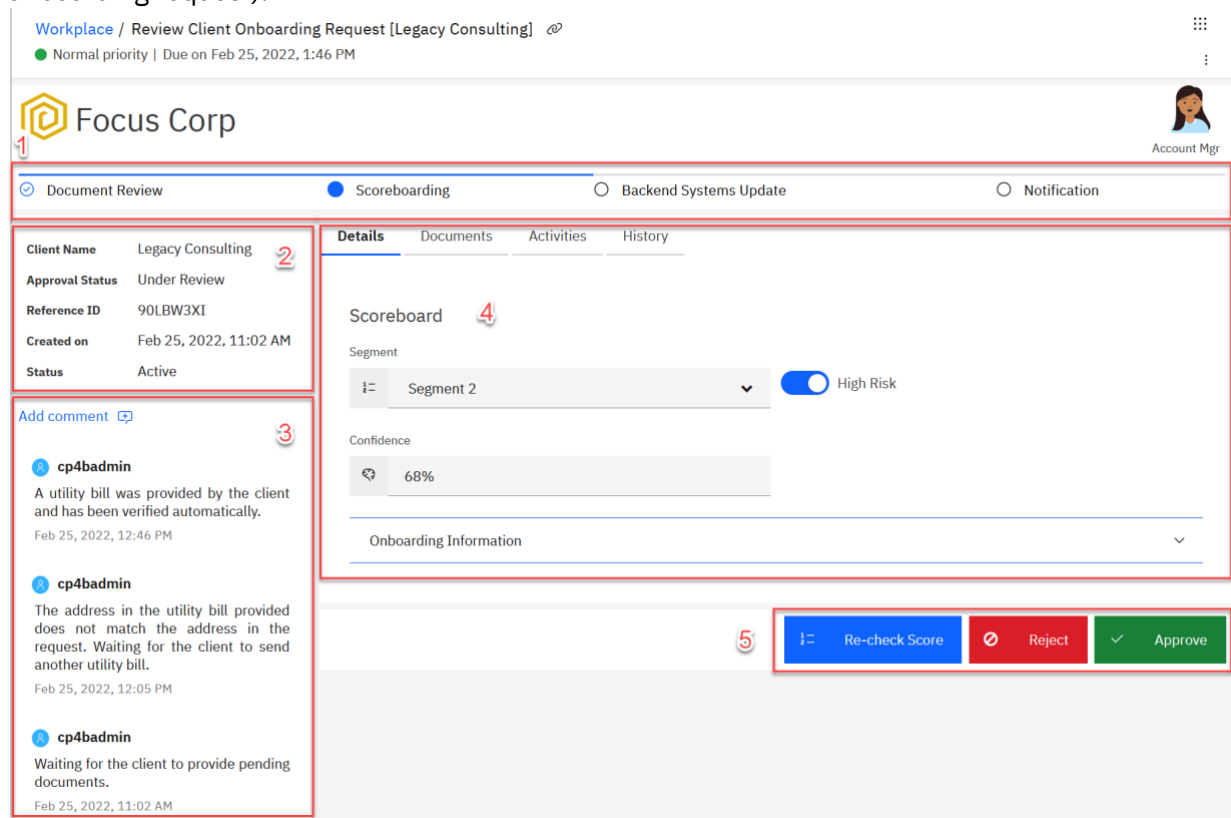 Workplace / Review Client Onboarding Request [Legacy Consulting]
Normal priority | Due on Feb 25, 2022, 1:46 PM
Focus Corp
Account Mgr
1
Document Review
Scoreboarding
Backend Systems Update
Notification
Client Name Legacy Consulting
2
Approval Status Under Review
Reference ID 90LBW3XI
Created on Feb 25, 2022, 11:02 AM
Status Active
Add comment
3
cp4badmin
A utility bill was provided by the client
and has been verified automatically.
Feb 25, 2022, 12:46 PM
cp4badmin
The address in the utility bill provided
does not match the address in the
request. Waiting for the client to send
another utility bill.
Feb 25, 2022, 12:05 PM
cp4badmin
Waiting for the client to provide pending
documents.
Feb 25, 2022, 11:02 AM
Details Documents Activities History
Scoreboard
4
Segment
Segment 2
High Risk
Confidence
68%
Onboarding Information
5
Re-check Score
Reject
Approve